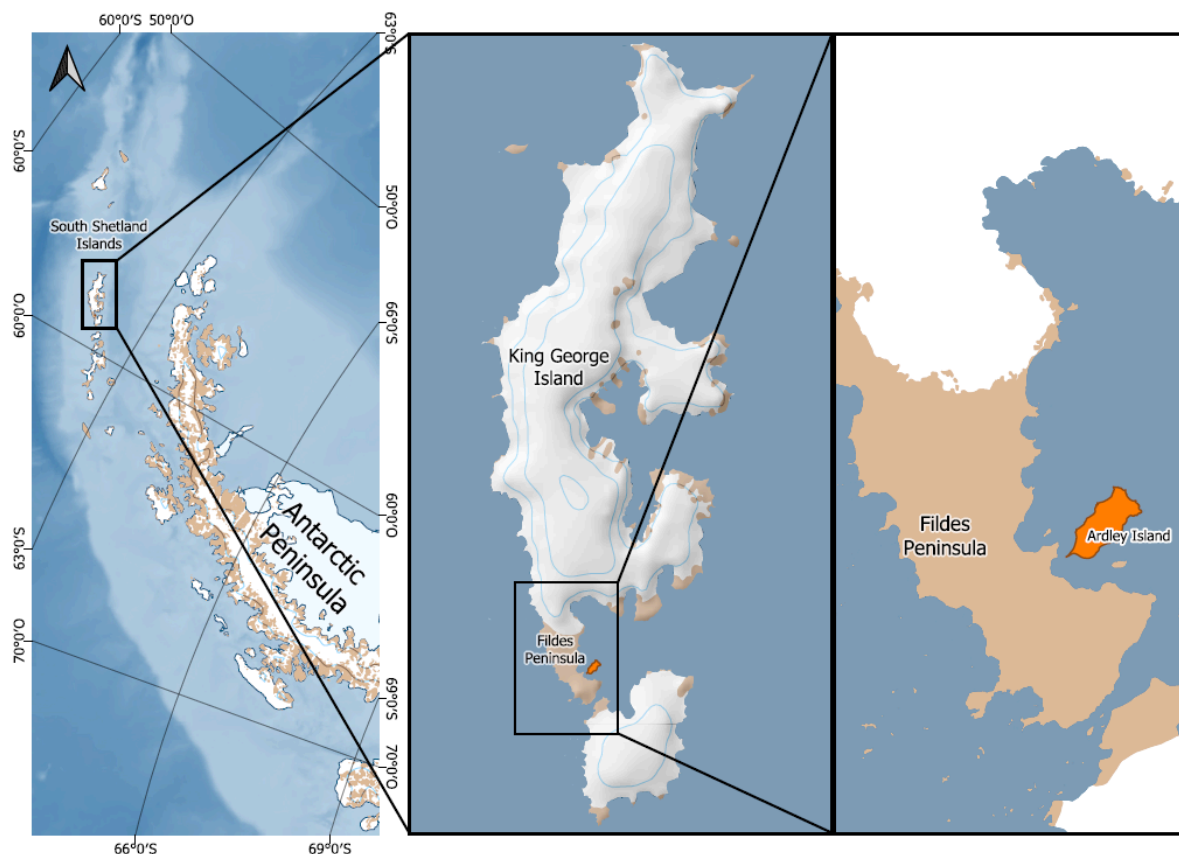 60°0'S 50°0'O
63°0'S
60°0'S
50°0'O
South Shetland
Islands
60°0'O
66°0'S
60°0'O
Antarctic
Peninsula
63°0'S
70°0'O
69°0'S
70°0'O
66°0'S
69°0'S
King George
Island
Fildes
Peninsula
Fildes
Peninsula
Ardley Island